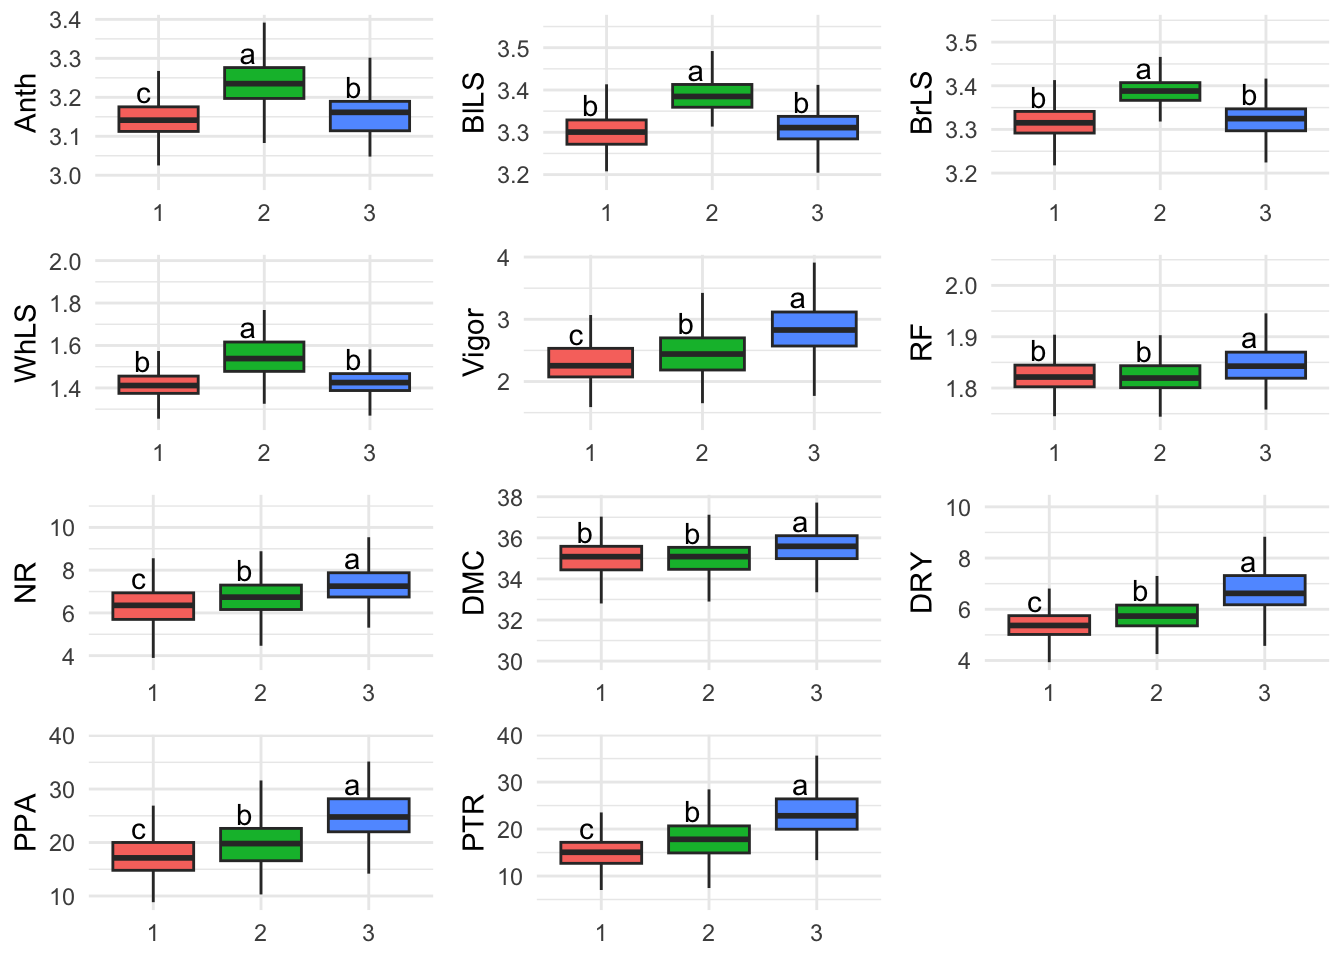 Anth
3.4
3.3
3.2
3.1
3.0
c
a
b
1 2 3
BlLS
3.5
3.4
3.3
3.2
b
a
b
1 2 3
BrLS
3.5
3.4
3.3
3.2
b
a
b
1 2 3
WhLS
2.0
1.8
1.6
1.4
b
a
b
1 2 3
Vigor
4
3
2
c
b
a
1 2 3
RF
2.0
1.9
1.8
b
b
a
1 2 3
NR
10
8
6
4
c
b
a
1 2 3
DMC
38
36
34
32
30
b
b
a
1 2 3
DRY
10
8
6
4
c
b
a
1 2 3
PPA
40
30
20
10
c
b
a
1 2 3
PTR
40
30
20
10
c
b
a
1 2 3